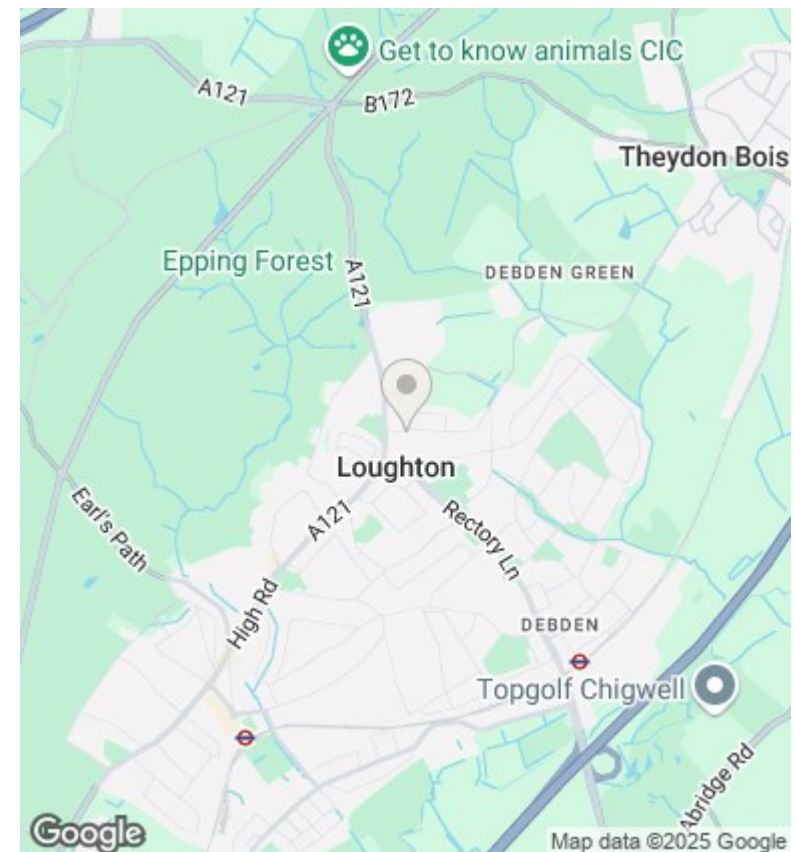 Get to know animals CIC
A121
B172
Theydon Bois
Epping Forest
A121
DEBDEN GREEN
Loughton
Earl's Path
A121
Rectory Ln
High Rd
DEBDEN
Topgolf Chigwell
Abridge Rd
Google
Map data ©2025 Google